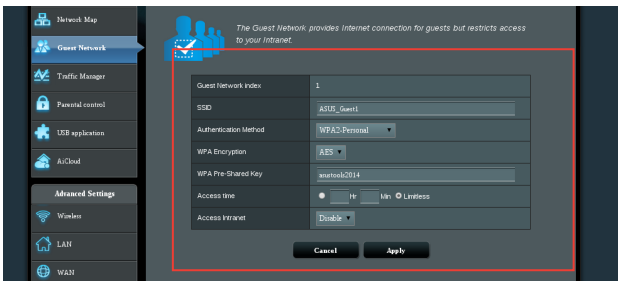 Network Map
Guest Network
Traffic Manager
Parental control
USB application
AiCloud
Advanced Settings
Wireless
LAN
WAN
The Guest Network provides Internet connection for guests but restricts access
to your Intranet.
Guest Network index 1
SSID ASUS_Guest1
Authentication Method WPA2-Personal
WPA Encryption AES
WPA Pre-Shared Key anatools2014
Access time Hr Min Limitless
Access Intranet Disable
Cancel Apply